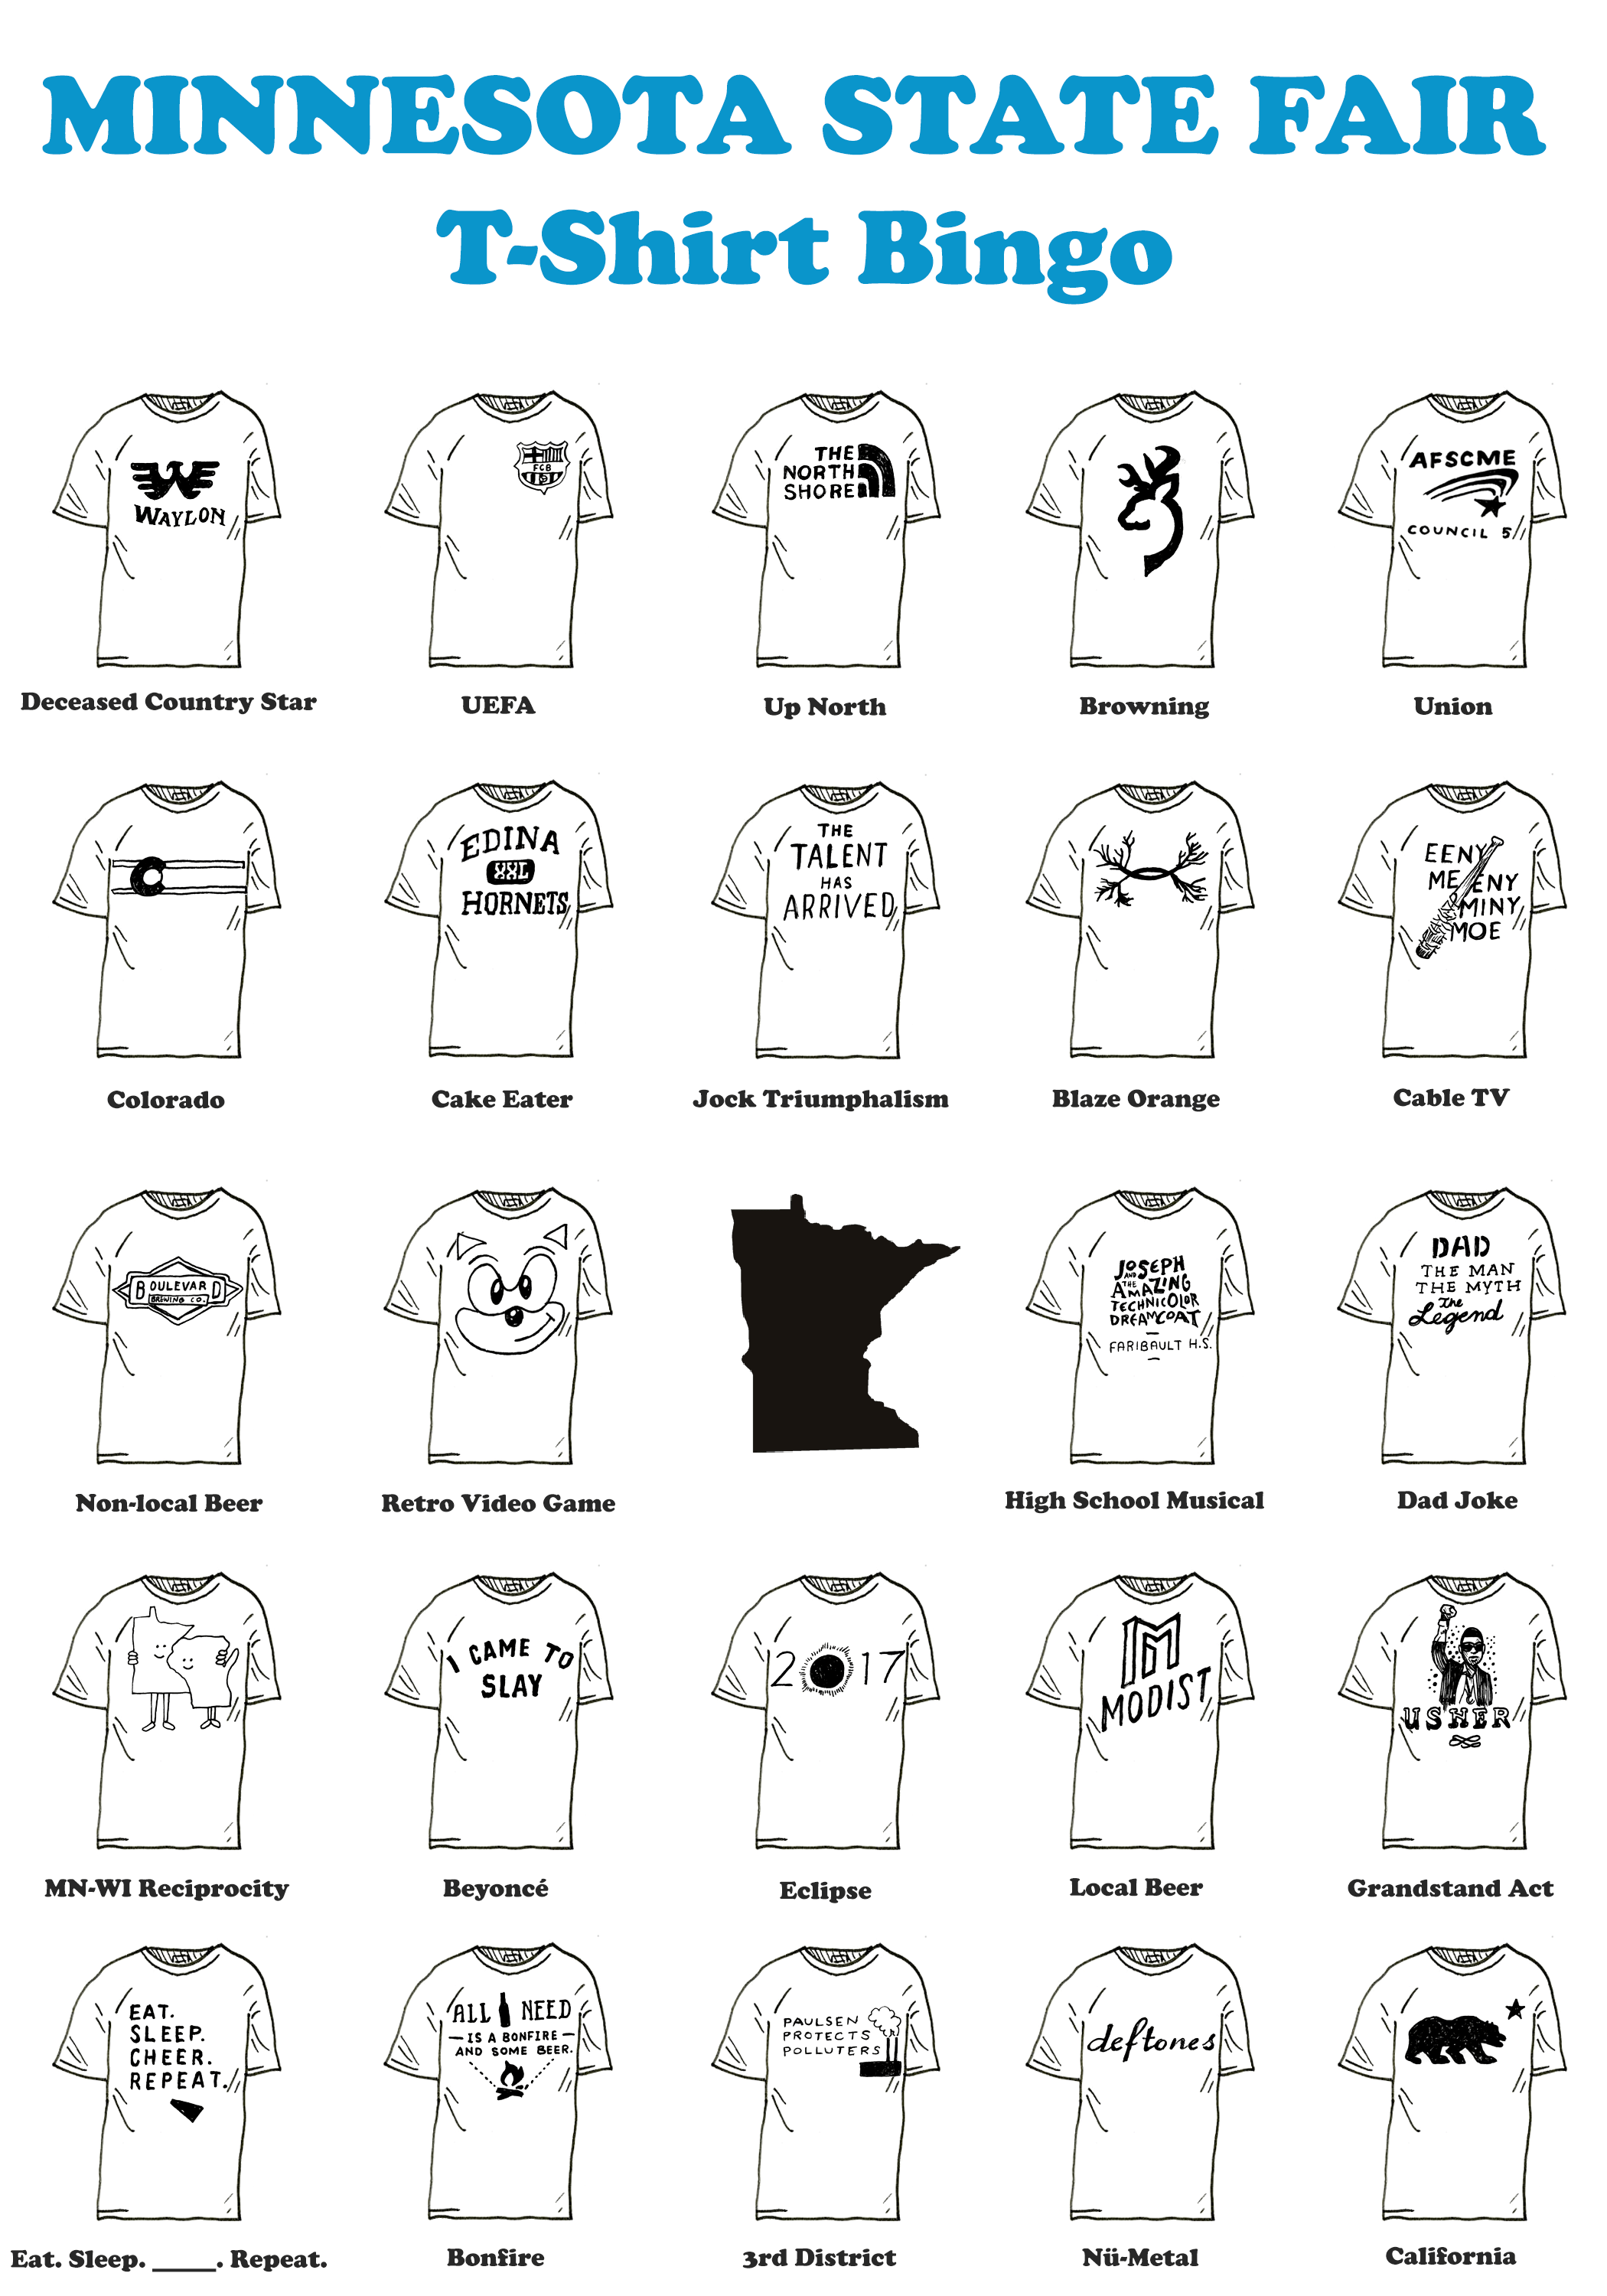 MINNESOTA STATE FAIR
T-Shirt Bingo
WAYLON
Deceased Country Star
FCB
UEFA
THE
NORTH
SHORE
Up North
Browning
AFSCME
COUNCIL 5
Union
C
Colorado
EDINA
XXL
HORNETS
Cake Eater
THE
TALENT
HAS
ARRIVED
Jock Triumphalism
Blaze Orange
EENY
MEENY
MINY
MOE
Cable TV
BOULEVARD
BREWING CO.
Non-local Beer
Retro Video Game
JOSEPH
AND THE
AMAZING
TECHNICOLOR
DREAMCOAT
FARIBAULT H.S.
High School Musical
DAD
THE MAN
THE MYTH
the
Legend
Dad Joke
MN-WI Reciprocity
I CAME TO
SLAY
Beyoncé
2017
Eclipse
M
MODIST
Local Beer
USHER
Grandstand Act
EAT.
SLEEP.
CHEER.
REPEAT.
Eat. Sleep. _____. Repeat.
ALL I NEED
IS A BONFIRE
AND SOME BEER.
Bonfire
PAULSEN
PROTECTS
POLLUTERS
3rd District
deftones
Nü-Metal
California